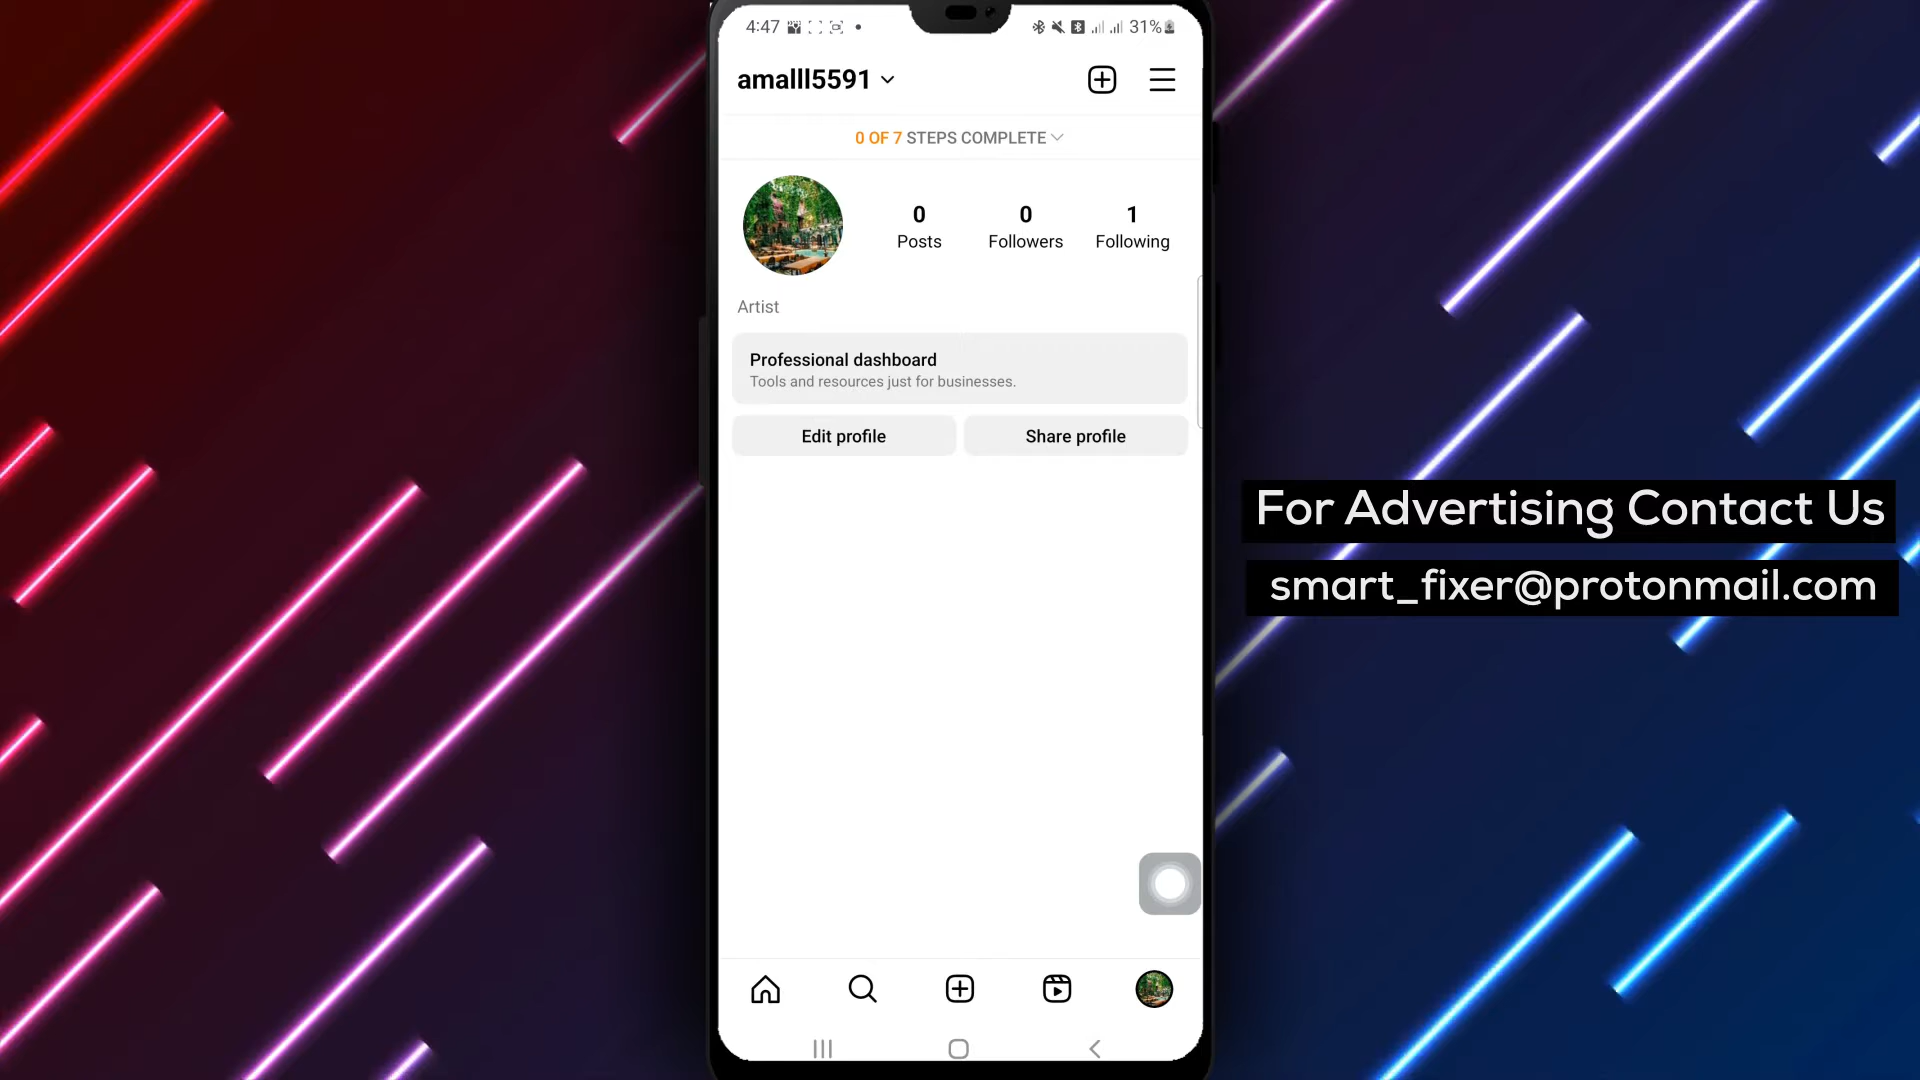 4:47
31%
amalll5591
0 OF 7 STEPS COMPLETE
0 0 1
Posts Followers Following
Artist
Professional dashboard
Tools and resources just for businesses.
Edit profile Share profile
For Advertising Contact Us
smart_fixer@protonmail.com